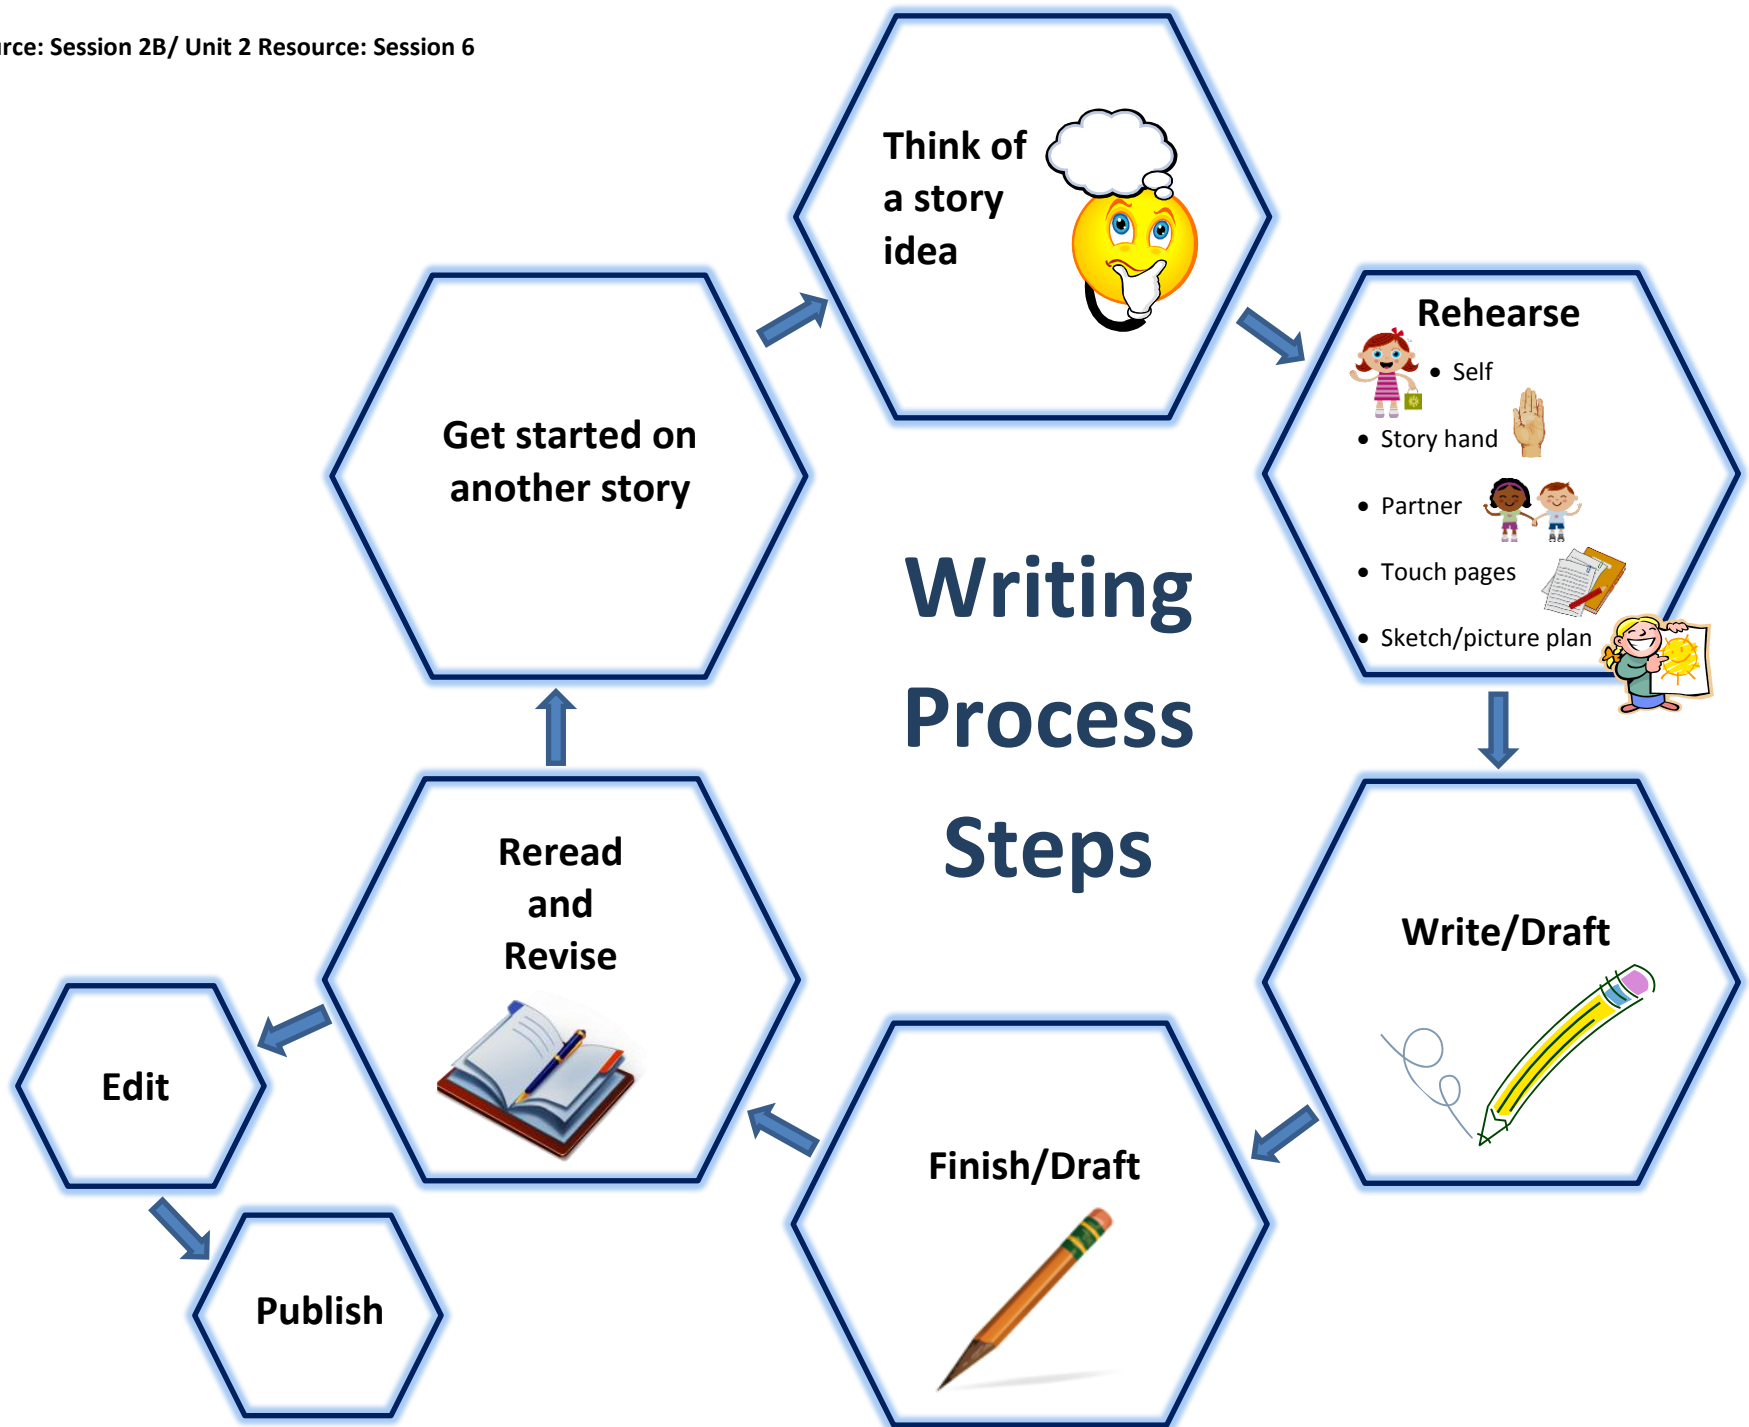 : Session 2B/ Unit 2 Resource: Session 6
Think of
a story
idea
Rehearse
• Self
• Story hand
• Partner
• Touch pages
• Sketch/picture plan
Get started on
another story
Writing
Process
Steps
Write/Draft
Reread
and
Revise
Finish/Draft
Edit
Publish